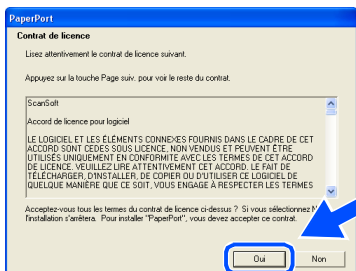 PaperPort
Contrat de licence
Lisez attentivement le contrat de licence suivant.
Appuyez sur la touche Page suiv. pour voir le reste du contrat.
ScanSoft
Accord de licence pour logiciel
LE LOGICIEL ET LES ÉLÉMENTS CONNEXES FOURNIS DANS LE CADRE DE CET
ACCORD SONT CEDES SOUS LICENCE, NON VENDUS ET PEUVENT ÊTRE
UTILISÉS UNIQUEMENT EN CONFORMITE AVEC LES TERMES DE CET ACCORD
DE LICENCE. VEUILLEZ LIRE ATTENTIVEMENT CET ACCORD. LE FAIT DE
TÉLÉCHARGER, D'INSTALLER, DE COPIER OU D'UTILISER CE LOGICIEL DE
QUELQUE MANIÈRE QUE CE SOIT, VOUS ENGAGE À RESPECTER LES TERMES
Acceptez-vous tous les termes du contrat de licence ci-dessus ? Si vous sélectionnez
l'installation s'arrêtera. Pour installer "PaperPort", vous devez accepter ce contrat.
Oui
Non